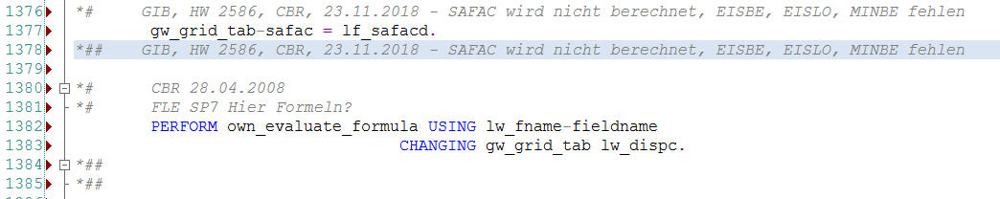 1376 *# GIB, HW 2586, CBR, 23.11.2018 - SAFAC wird nicht berechnet, EISBE, EISLO, MINBE fehlen
1377 gw_grid_tab-safac = lf_safacd.
1378 *## GIB, HW 2586, CBR, 23.11.2018 - SAFAC wird nicht berechnet, EISBE, EISLO, MINBE fehlen
1379
1380 *# CBR 28.04.2008
1381 *# FLE SP7 Hier Formeln?
1382 PERFORM own_evaluate_formula USING lw_fname-fieldname
1383 CHANGING gw_grid_tab lw_dispc.
1384 *##
1385 *##